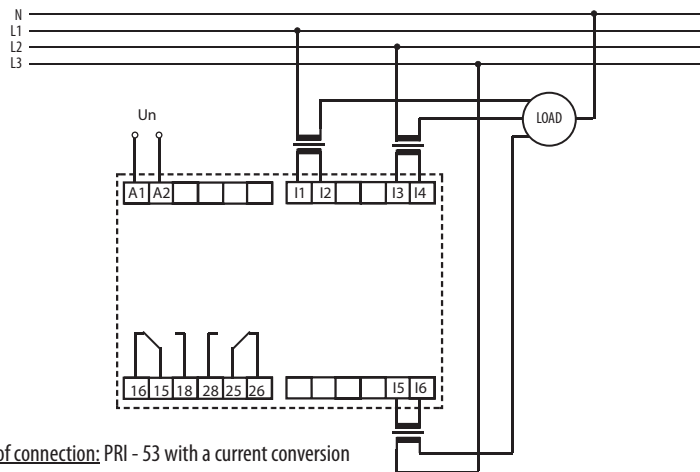 N
L1
L2
L3
Un
LOAD
A1 A2 I1 I2 I3 I4
16 15 18 28 25 26 I5 I6
of connection: PRI - 53 with a current conversion